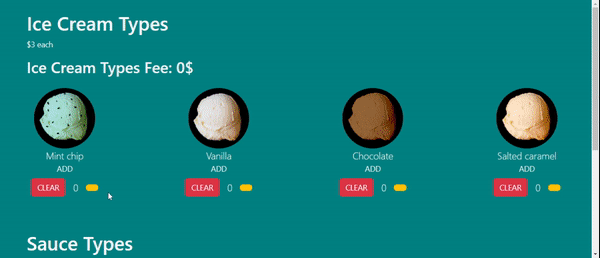 Ice Cream Types
$3 each
Ice Cream Types Fee: 0$
Mint chip Vanilla Chocolate Salted caramel
ADD ADD ADD ADD
CLEAR 0 CLEAR 0 CLEAR 0 CLEAR 0
Sauce Types